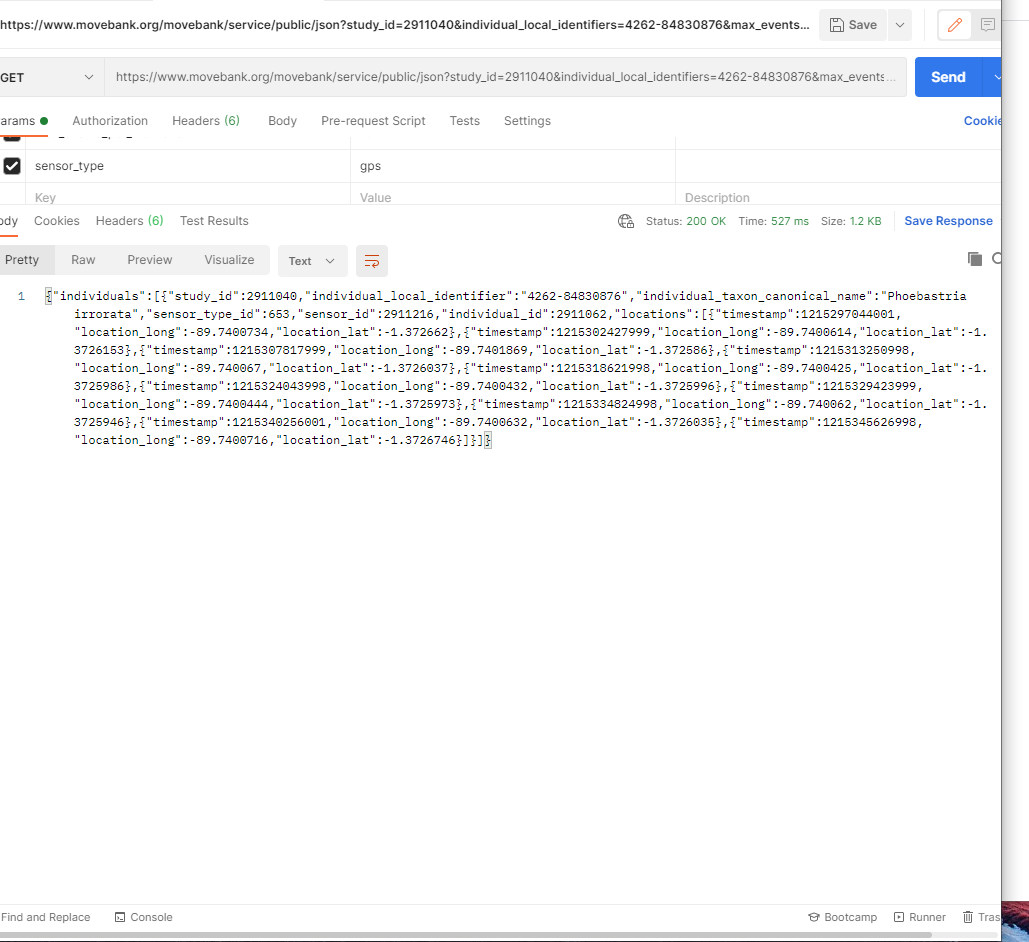 https://www.movebank.org/movebank/service/public/json?study_id=2911040&individual_local_identifiers=4262-84830876&max_events...
Save
GET
https://www.movebank.org/movebank/service/public/json?study_id=2911040&individual_local_identifiers=4262-84830876&max_events...
Send
arams Authorization Headers (6) Body Pre-request Script Tests Settings Cookie
sensor_type gps
Key Value Description
ody Cookies Headers (6) Test Results Status: 200 OK Time: 527 ms Size: 1.2 KB Save Response
Pretty Raw Preview Visualize Text
1 {"individuals":[{"study_id":2911040,"individual_local_identifier":"4262-84830876","individual_taxon_canonical_name":"Phoebastria
irrorata","sensor_type_id":653,"sensor_id":2911216,"individual_id":2911062,"locations":[{"timestamp":1215297044001,
"location_long":-89.7400734,"location_lat":-1.372662},{"timestamp":1215302427999,"location_long":-89.7400614,"location_lat":-1.
3726153},{"timestamp":1215307817999,"location_long":-89.7401869,"location_lat":-1.372586},{"timestamp":1215313250998,
"location_long":-89.740067,"location_lat":-1.3726037},{"timestamp":1215318621998,"location_long":-89.7400425,"location_lat":-1.
3725986},{"timestamp":1215324043998,"location_long":-89.7400432,"location_lat":-1.3725996},{"timestamp":1215329423999,
"location_long":-89.7400444,"location_lat":-1.3725973},{"timestamp":1215334824998,"location_long":-89.740062,"location_lat":-1.
3725946},{"timestamp":1215340256001,"location_long":-89.7400632,"location_lat":-1.3726035},{"timestamp":1215345626998,
"location_long":-89.7400716,"location_lat":-1.3726746}]}]}
Find and Replace Console Bootcamp Runner Tras